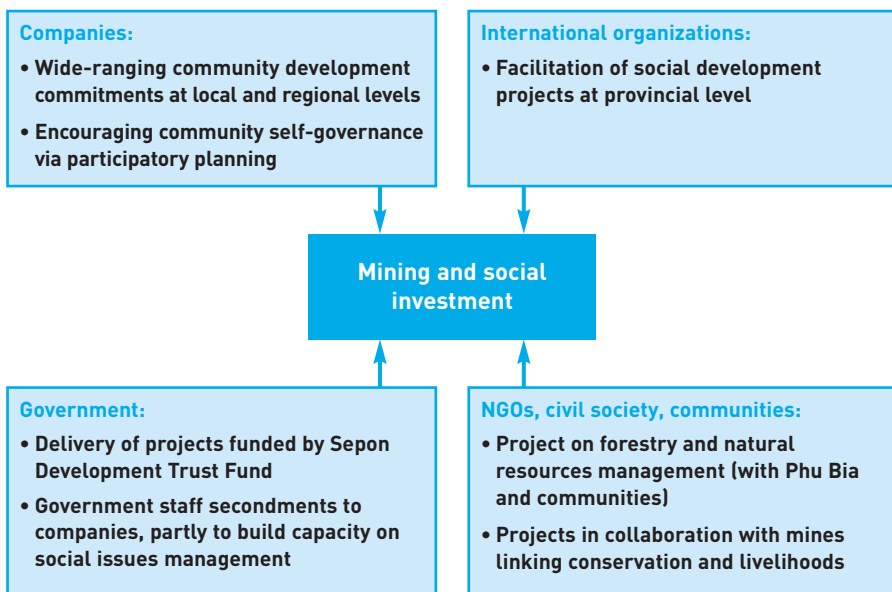 Companies:
• Wide-ranging community development
commitments at local and regional levels
• Encouraging community self-governance
via participatory planning
International organizations:
• Facilitation of social development
projects at provincial level
Mining and social
investment
Government:
• Delivery of projects funded by Sepon
Development Trust Fund
• Government staff secondments to
companies, partly to build capacity on
social issues management
NGOs, civil society, communities:
• Project on forestry and natural
resources management (with Phu Bia
and communities)
• Projects in collaboration with mines
linking conservation and livelihoods